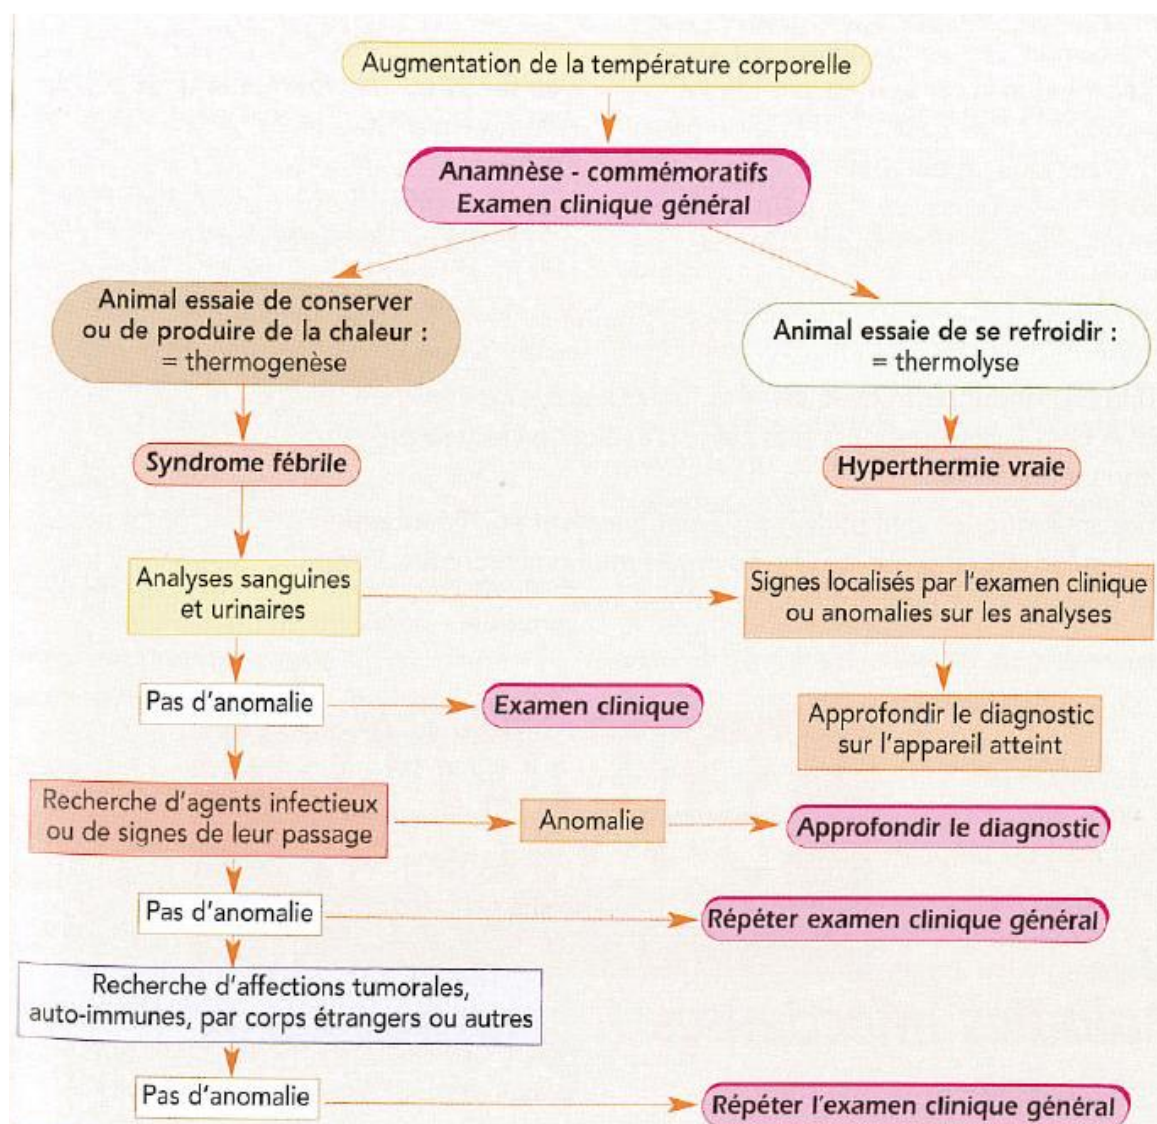 Augmentation de la température corporelle
Anamnèse - commémoratifs
Examen clinique général
Animal essaie de conserver
ou de produire de la chaleur :
= thermogenèse
Animal essaie de se refroidir :
= thermolyse
Syndrome fébrile
Hyperthermie vraie
Analyses sanguines
et urinaires
Signes localisés par l'examen clinique
ou anomalies sur les analyses
Pas d'anomalie
Examen clinique
Approfondir le diagnostic
sur l'appareil atteint
Recherche d'agents infectieux
ou de signes de leur passage
Anomalie
Approfondir le diagnostic
Pas d'anomalie
Répéter examen clinique général
Recherche d'affections tumorales,
auto-immunes, par corps étrangers ou autres
Pas d'anomalie
Répéter l'examen clinique général